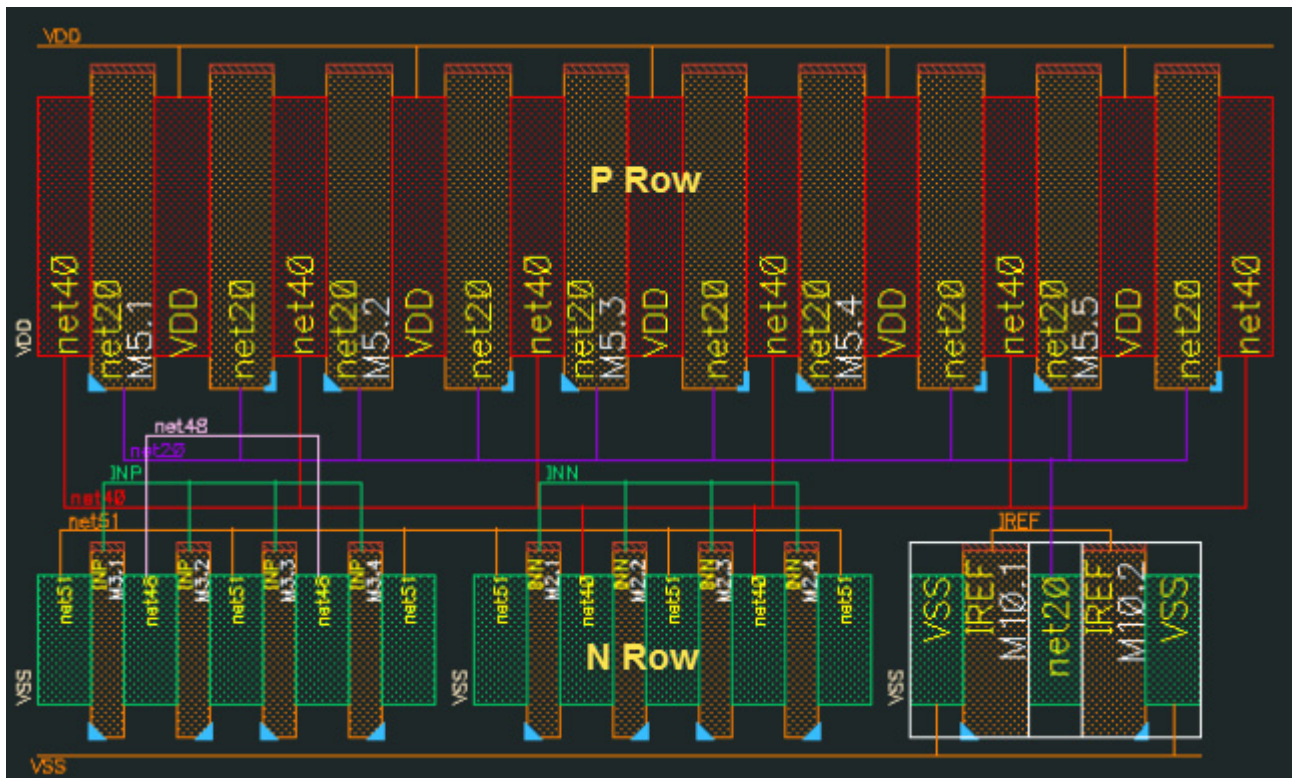 VDD
P Row
VDD
net40
net20
M5.1
VDD
net20
net40
net20
M5.2
VDD
net20
net40
net20
M5.3
VDD
net20
net40
net20
M5.4
VDD
net20
net40
net20
M5.5
VDD
net20
net40
net48
net20
INP
INN
net40
net51
IREF
VSS
net51
INP
M3.1
net48
INP
M3.2
net51
INP
M3.3
net48
INP
M3.4
net51
VSS
net51
INN
M2.1
net40
INN
M2.2
net51
INN
M2.3
net40
INN
M2.4
net51
N Row
VSS
VSS
IREF
M10.1
net20
IREF
M10.2
VSS
VSS